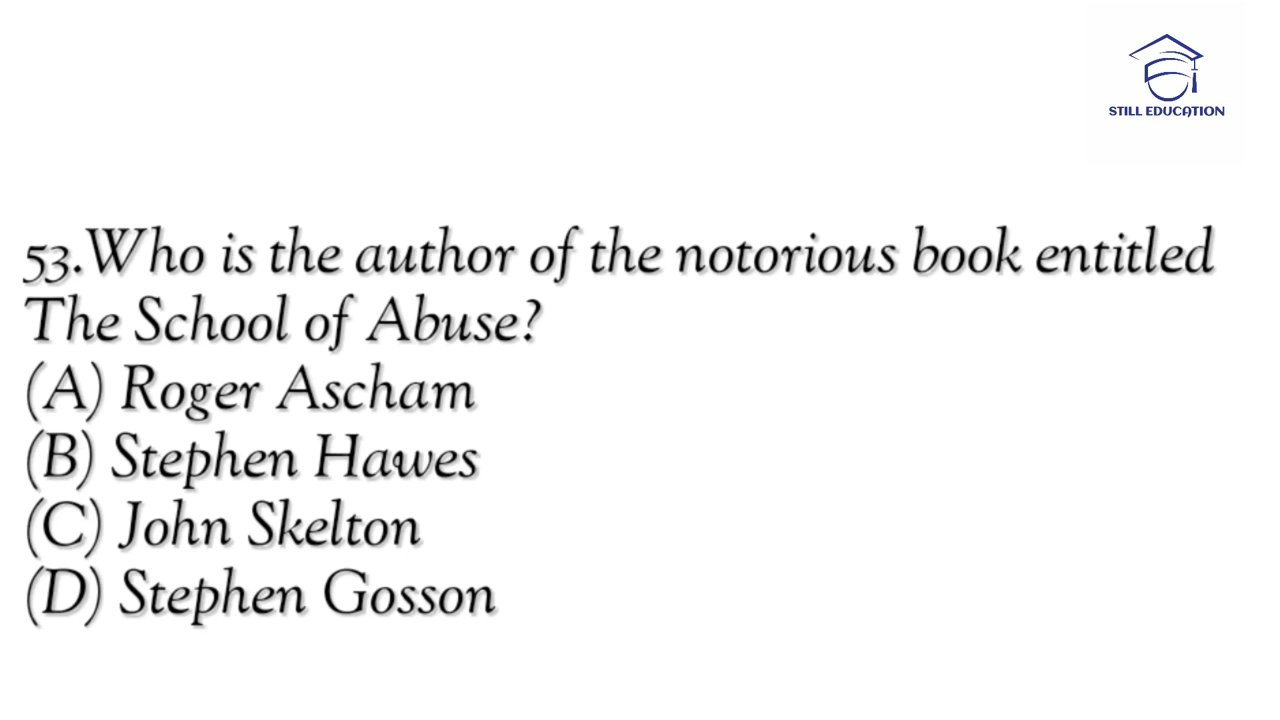 STILL EDUCATION
53.Who is the author of the notorious book entitled
The School of Abuse?
(A) Roger Ascham
(B) Stephen Hawes
(C) John Skelton
(D) Stephen Gosson